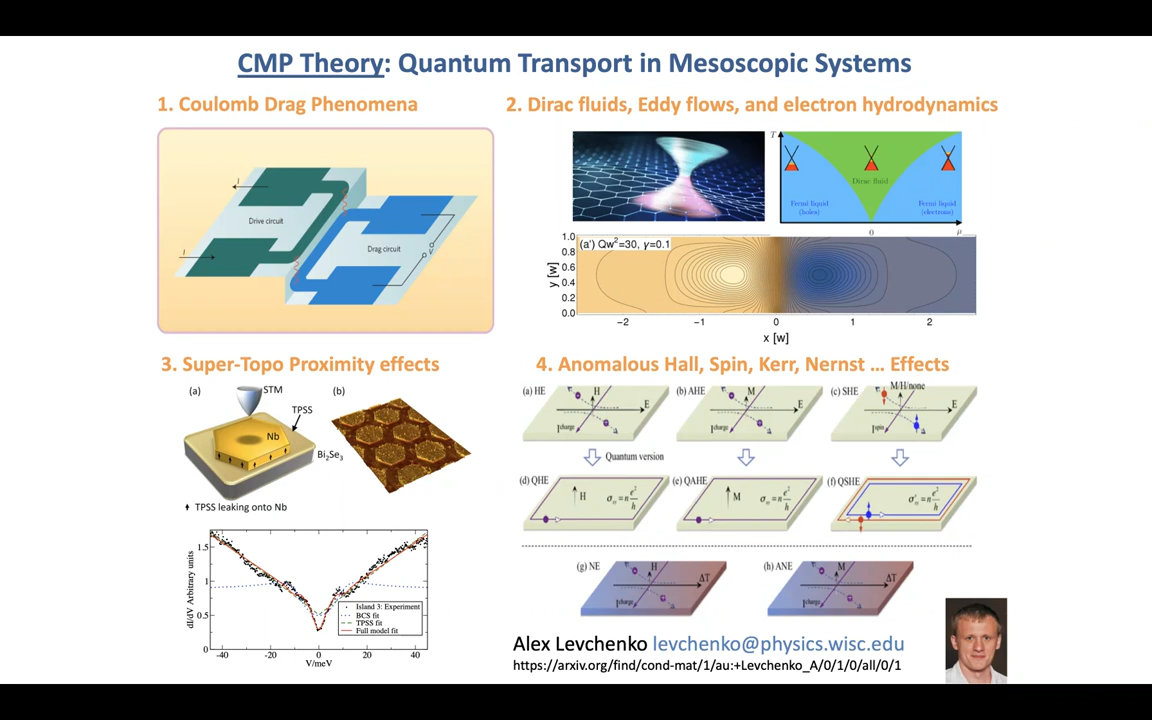 CMP Theory: Quantum Transport in Mesoscopic Systems
1. Coulomb Drag Phenomena
I
Drive circuit
I
Drag circuit
V
2. Dirac fluids, Eddy flows, and electron hydrodynamics
T
Dirac fluid
Fermi liquid
(holes)
Fermi liquid
(electrons)
0
μ
(a') Qw²=30, γ=0.1
1.0
0.8
0.6
0.4
0.2
0.0
y [w]
−2 −1 0 1 2
x [w]
3. Super-Topo Proximity effects
(a)
STM
TPSS
Nb
Bi₂Se₃
TPSS leaking onto Nb
(b)
1.5
1
0.5
0
dI/dV Arbitrary units
Island 3: Experiment
BCS fit
TPSS fit
Full model fit
-40 -20 0 20 40
V/meV
4. Anomalous Hall, Spin, Kerr, Nernst ... Effects
(a) HE H E Icharge
(b) AHE M E Icharge
(c) SHE M/H/none E Ispin
Quantum version
(d) QHE H σxy = n e²/h
(e) QAHE M σxy = n e²/h
(f) QSHE
(g) NE H ΔT Icharge
(h) ANE M ΔT Icharge
Alex Levchenko levchenko@physics.wisc.edu
https://arxiv.org/find/cond-mat/1/au:+Levchenko_A/0/1/0/all/0/1